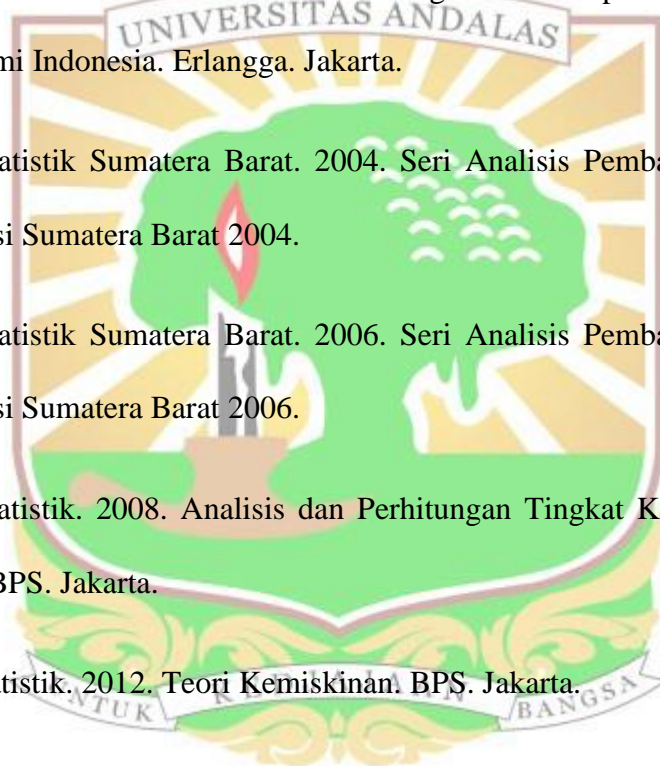 UNIVERSITAS ANDALAS
mi Indonesia. Erlangga. Jakarta.
atistik Sumatera Barat. 2004. Seri Analisis Pemba
si Sumatera Barat 2004.
atistik Sumatera Barat. 2006. Seri Analisis Pemba
si Sumatera Barat 2006.
atistik. 2008. Analisis dan Perhitungan Tingkat K
BPS. Jakarta.
atistik. 2012. Teori Kemiskinan. BPS. Jakarta.
UNTUK KEDJAJAAN BANGSA